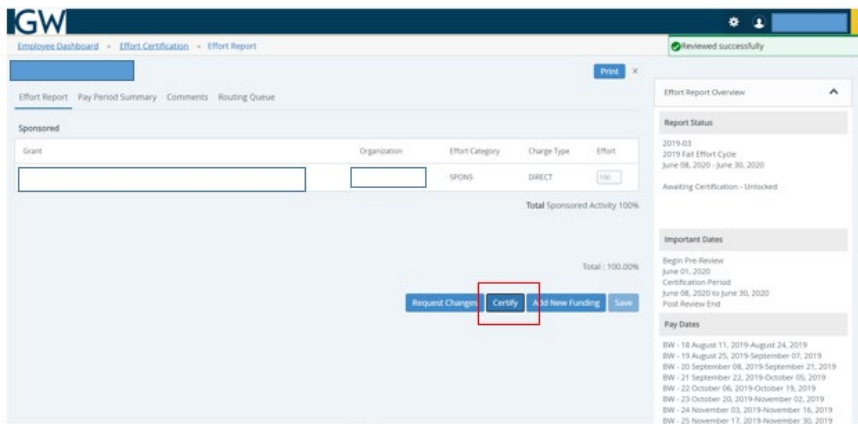 GW
Employee Dashboard • Effort Certification • Effort Report
Reviewed successfully
Print ×
Effort Report Pay Period Summary Comments Routing Queue
Sponsored
Grant Organization Effort Category Charge Type Effort
SPONS DIRECT 100
Total Sponsored Activity 100%
Total : 100.00%
Request Changes Certify Add New Funding Save
Effort Report Overview
Report Status
2019-03
2019 Fall Effort Cycle
June 08, 2020 - June 30, 2020
Awaiting Certification - Unlocked
Important Dates
Begin Pre-Review
June 01, 2020
Certification Period
June 08, 2020 to June 30, 2020
Post Review End
Pay Dates
BW - 18 August 11, 2019-August 24, 2019
BW - 19 August 25, 2019-September 07, 2019
BW - 20 September 08, 2019-September 21, 2019
BW - 21 September 22, 2019-October 05, 2019
BW - 22 October 06, 2019-October 19, 2019
BW - 23 October 20, 2019-November 02, 2019
BW - 24 November 03, 2019-November 16, 2019
BW - 25 November 17, 2019-November 30, 2019